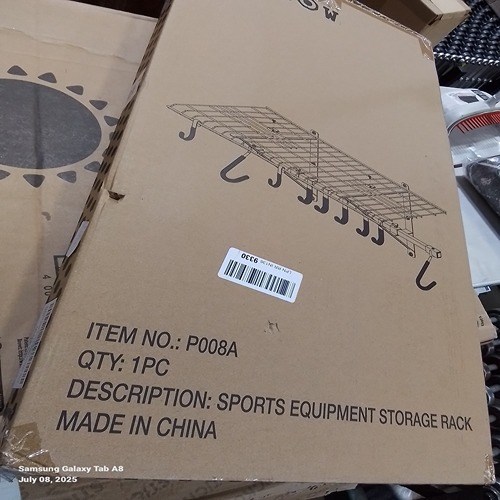 ITEM NO.: P008A
QTY: 1PC
DESCRIPTION: SPORTS EQUIPMENT STORAGE RACK
MADE IN CHINA
9330
Samsung Galaxy Tab A8
July 08, 2025